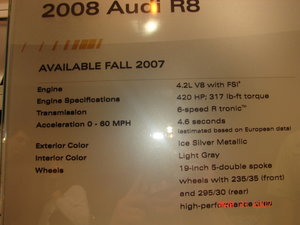 2008 Audi R8
AVAILABLE FALL 2007
Engine 4.2L V8 with FSI®
Engine Specifications 420 HP; 317 lb-ft torque
Transmission 6-speed R tronic™
Acceleration 0 - 60 MPH 4.6 seconds
(estimated based on European data)
Exterior Color Ice Silver Metallic
Interior Color Light Gray
Wheels 19-inch 5-double spoke
wheels with 235/35 (front)
and 295/30 (rear)
high-performance